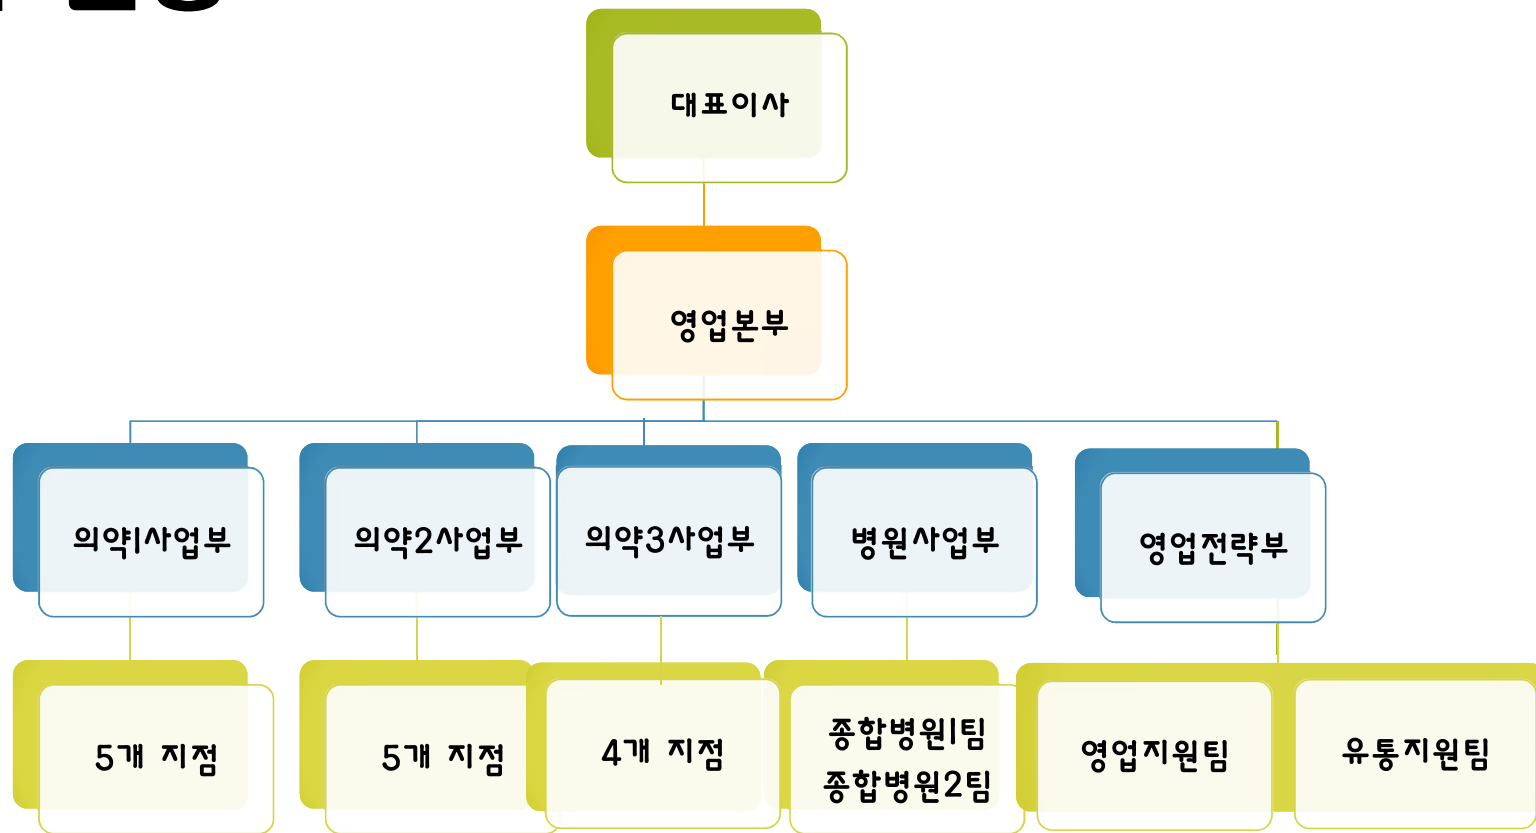 대표이사
영업본부
의약1사업부
의약2사업부
의약3사업부
병원사업부
영업전략부
5개 지점
5개 지점
4개 지점
종합병원1팀
종합병원2팀
영업지원팀
유통지원팀